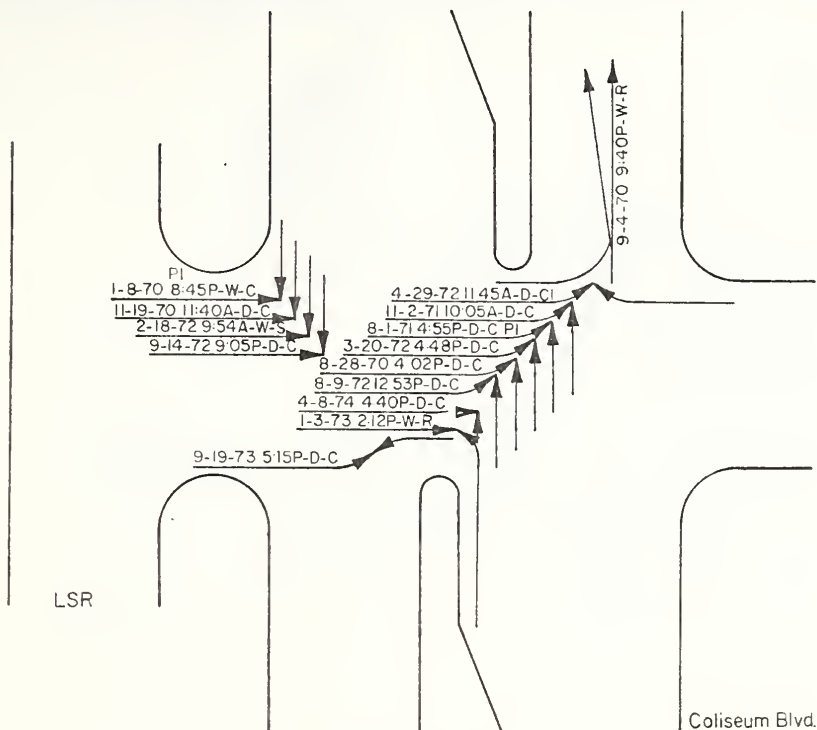 9-4-70 9:40P-W-R
PI
1-8-70 8:45P-W-C
11-19-70 11:40A-D-C
2-18-72 9:54A-W-S
9-14-72 9:05P-D-C
4-29-72 11 45A-D-CI
11-2-71 10:05A-D-C
8-1-71 4:55P-D-C PI
3-20-72 4:48P-D-C
8-28-70 4 02P-D-C
8-9-72 12 53P-D-C
4-8-74 4 40P-D-C
1-3-73 2:12P-W-R
9-19-73 5:15P-D-C
LSR
Coliseum Blvd.